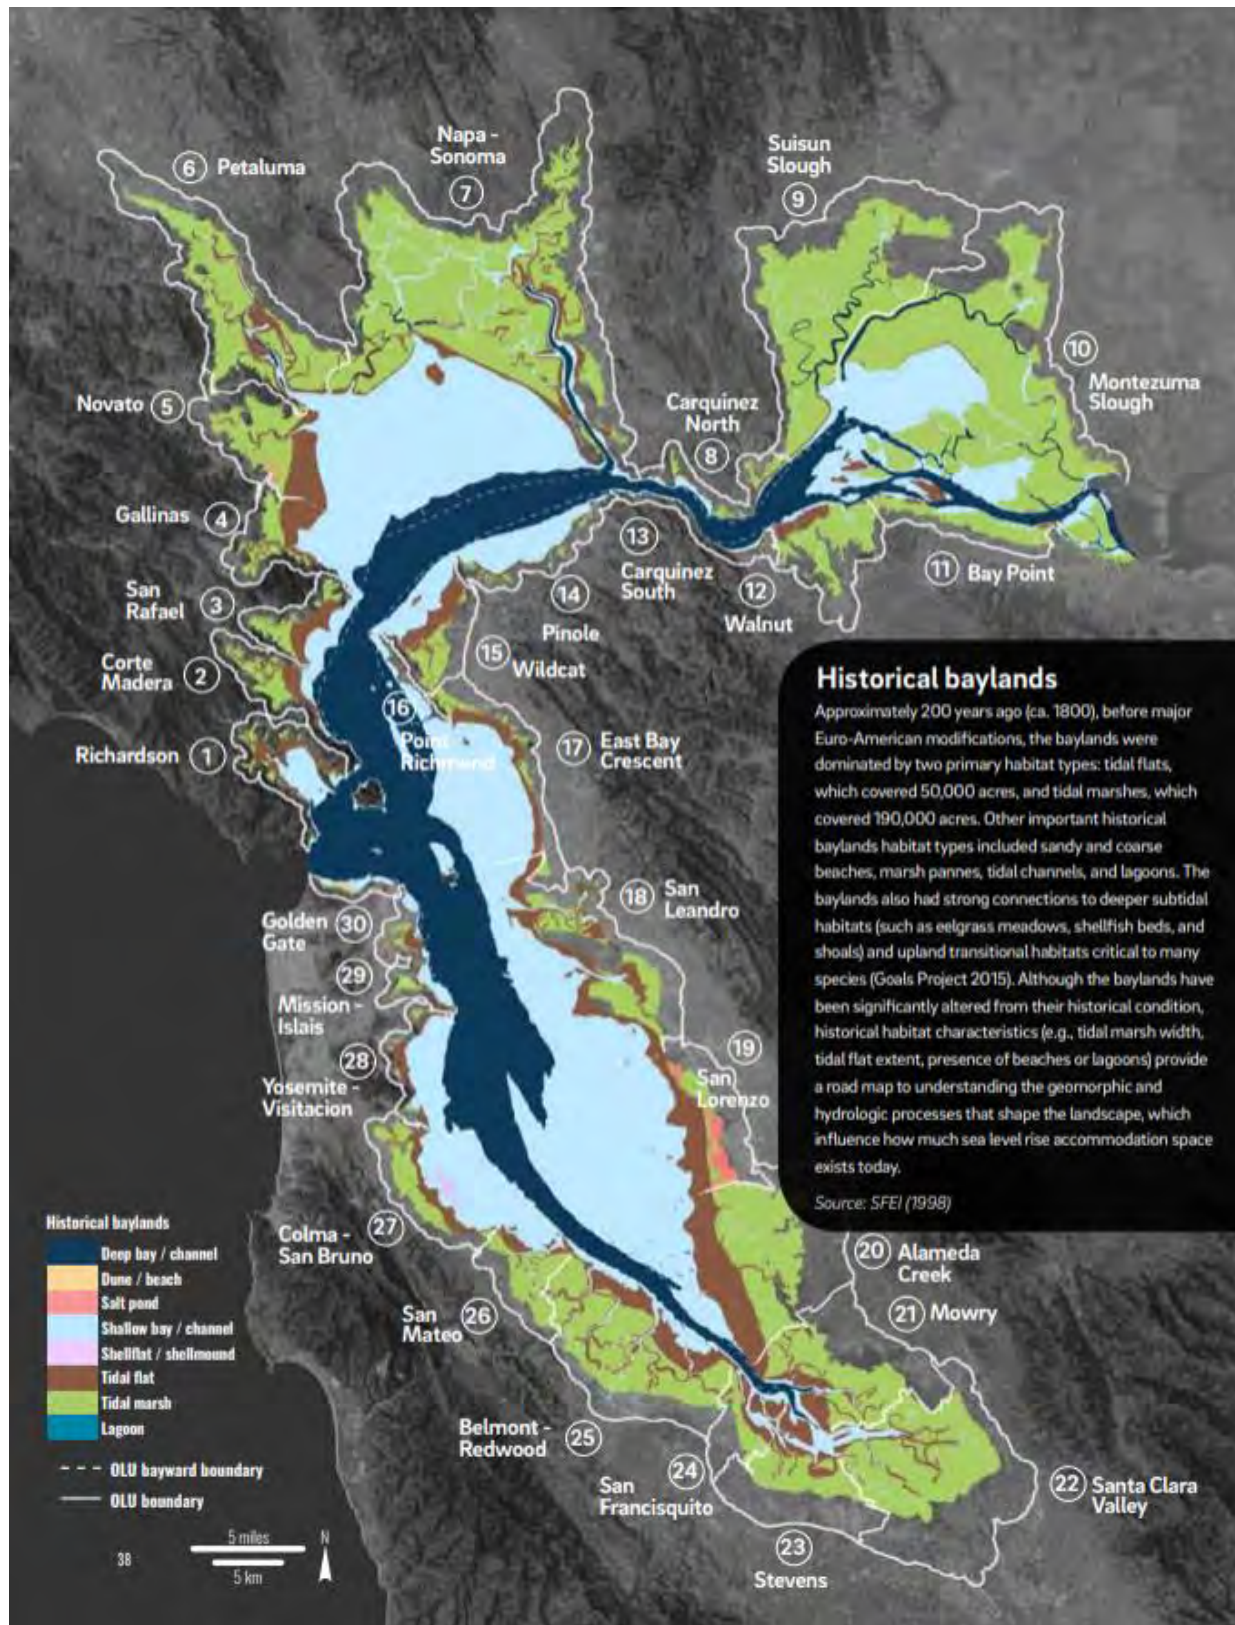 Napa -
Sonoma
7
6 Petaluma
Suisun
Slough
9
10
Montezuma
Slough
Novato 5
Carquinez
North
8
Gallinas 4
13
Carquinez
South
11 Bay Point
12
Walnut
14
Pinole
San
Rafael 3
15 Wildcat
Corte
Madera 2
16
Point
Richmond
Richardson 1
17 East Bay
Crescent
Historical baylands
Approximately 200 years ago (ca. 1800), before major
Euro-American modifications, the baylands were
dominated by two primary habitat types: tidal flats,
which covered 50,000 acres, and tidal marshes, which
covered 190,000 acres. Other important historical
baylands habitat types included sandy and coarse
beaches, marsh pannes, tidal channels, and lagoons. The
baylands also had strong connections to deeper subtidal
habitats (such as eelgrass meadows, shellfish beds, and
shoals) and upland transitional habitats critical to many
species (Goals Project 2015). Although the baylands have
been significantly altered from their historical condition,
historical habitat characteristics (e.g., tidal marsh width,
tidal flat extent, presence of beaches or lagoons) provide
a road map to understanding the geomorphic and
hydrologic processes that shape the landscape, which
influence how much sea level rise accommodation space
exists today.
Source: SFEI (1998)
18 San
Leandro
Golden
Gate 30
29
Mission -
Islais
28
Yosemite -
Visitacion
19
San
Lorenzo
27
Colma -
San Bruno
20 Alameda
Creek
21 Mowry
San
Mateo 26
Belmont -
Redwood 25
24
San
Francisquito
22 Santa Clara
Valley
23
Stevens
Historical baylands
Deep bay / channel
Dune / beach
Salt pond
Shallow bay / channel
Shellflat / shellmound
Tidal flat
Tidal marsh
Lagoon
OLU bayward boundary
OLU boundary
5 miles
5 km
N
38